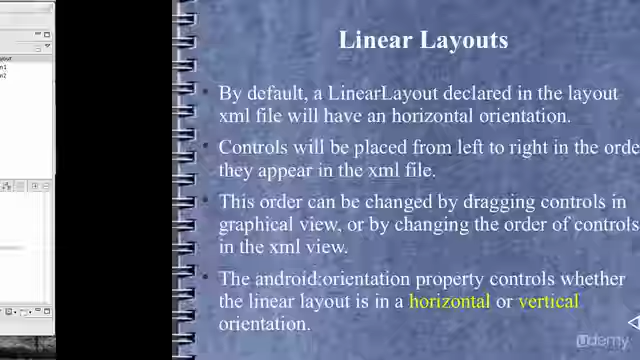 Linear Layouts
By default, a LinearLayout declared in the layout
xml file will have an horizontal orientation.
Controls will be placed from left to right in the orde
they appear in the xml file.
This order can be changed by dragging controls in
graphical view, or by changing the order of controls
in the xml view.
The android:orientation property controls whether
the linear layout is in a horizontal or vertical
orientation.
udemy